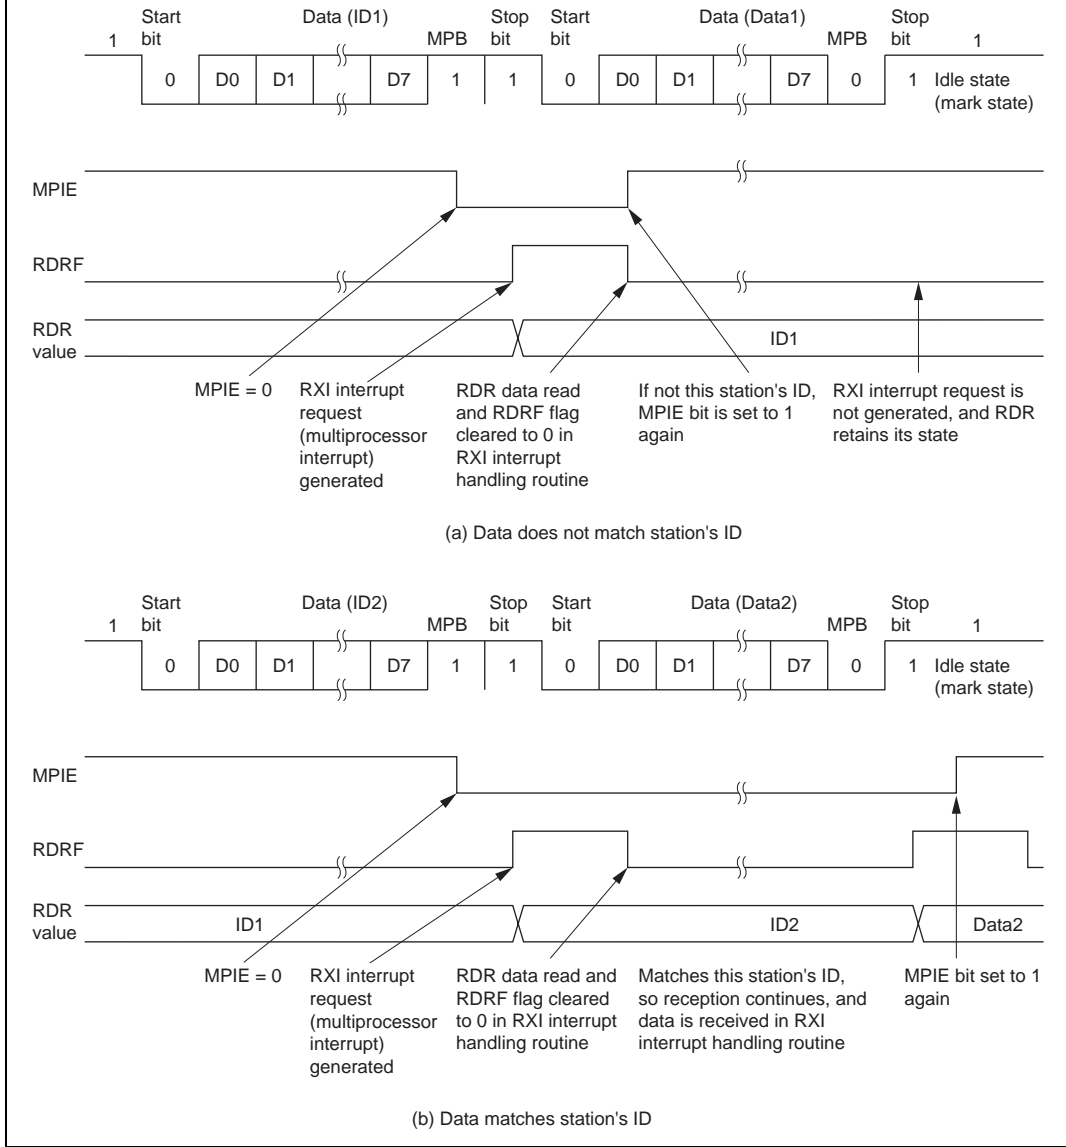 Start Data (ID1) Stop Start Data (Data1) Stop
1 bit MPB bit bit MPB bit 1
0 D0 D1 D7 1 1 0 D0 D1 D7 0 1 Idle state
(mark state)
MPIE
RDRF
RDR
value
ID1
MPIE = 0
RXI interrupt
request
(multiprocessor
interrupt)
generated
RDR data read
and RDRF flag
cleared to 0 in
RXI interrupt
handling routine
If not this station's ID,
MPIE bit is set to 1
again
RXI interrupt request is
not generated, and RDR
retains its state
(a) Data does not match station's ID
Start Data (ID2) Stop Start Data (Data2) Stop
1 bit MPB bit bit MPB bit 1
0 D0 D1 D7 1 1 0 D0 D1 D7 0 1 Idle state
(mark state)
MPIE
RDRF
RDR
value
ID1 ID2 Data2
MPIE = 0
RXI interrupt
request
(multiprocessor
interrupt)
generated
RDR data read and
RDRF flag cleared
to 0 in RXI interrupt
handling routine
Matches this station's ID,
so reception continues, and
data is received in RXI
interrupt handling routine
MPIE bit set to 1
again
(b) Data matches station's ID